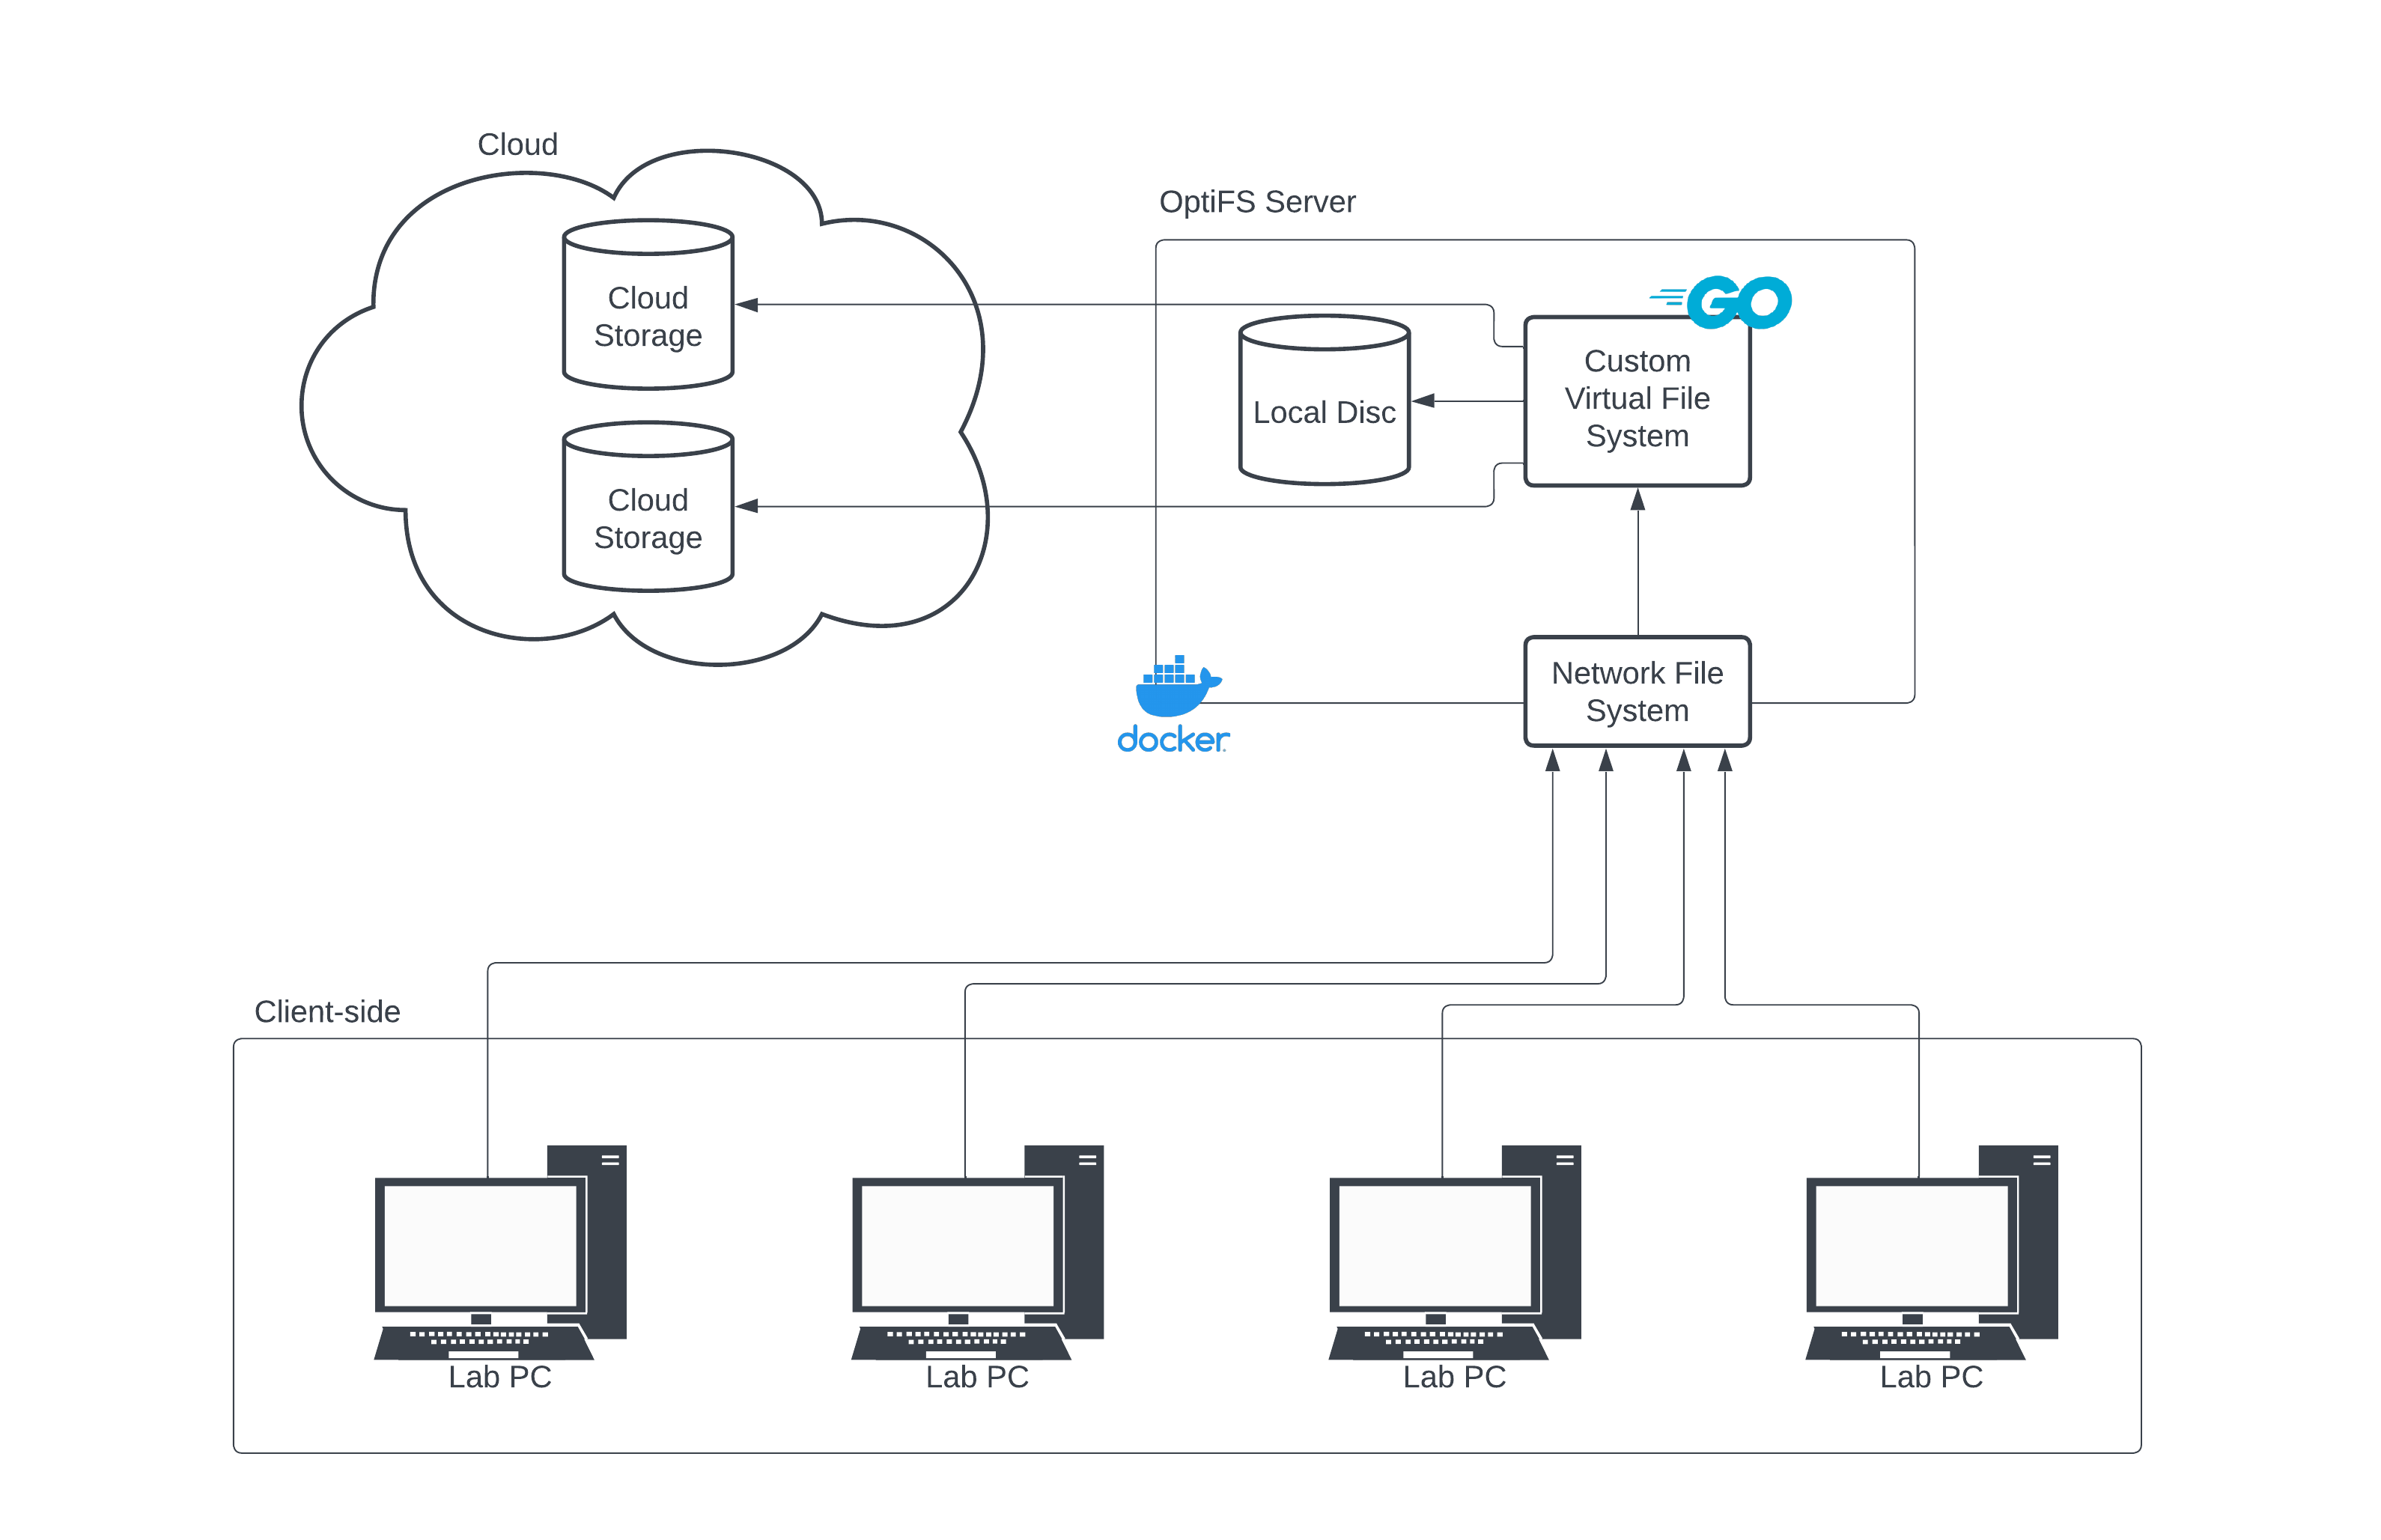 Cloud
OptiFS Server
Cloud
Storage
GO
Custom
Virtual File
System
Local Disc
Cloud
Storage
Network File
System
docker
Client-side
Lab PC
Lab PC
Lab PC
Lab PC